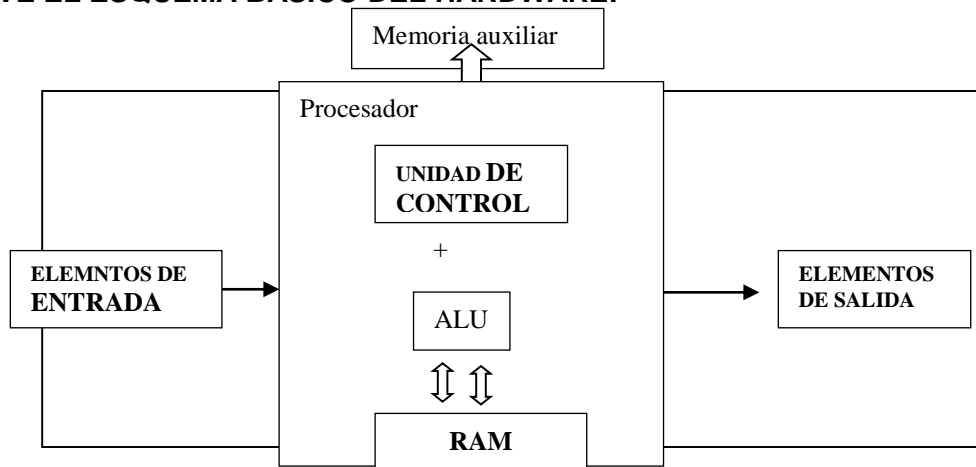 Memoria auxiliar
Procesador
UNIDAD DE
CONTROL
+
ELEMNTOS DE
ENTRADA
ELEMENTOS
DE SALIDA
ALU
RAM